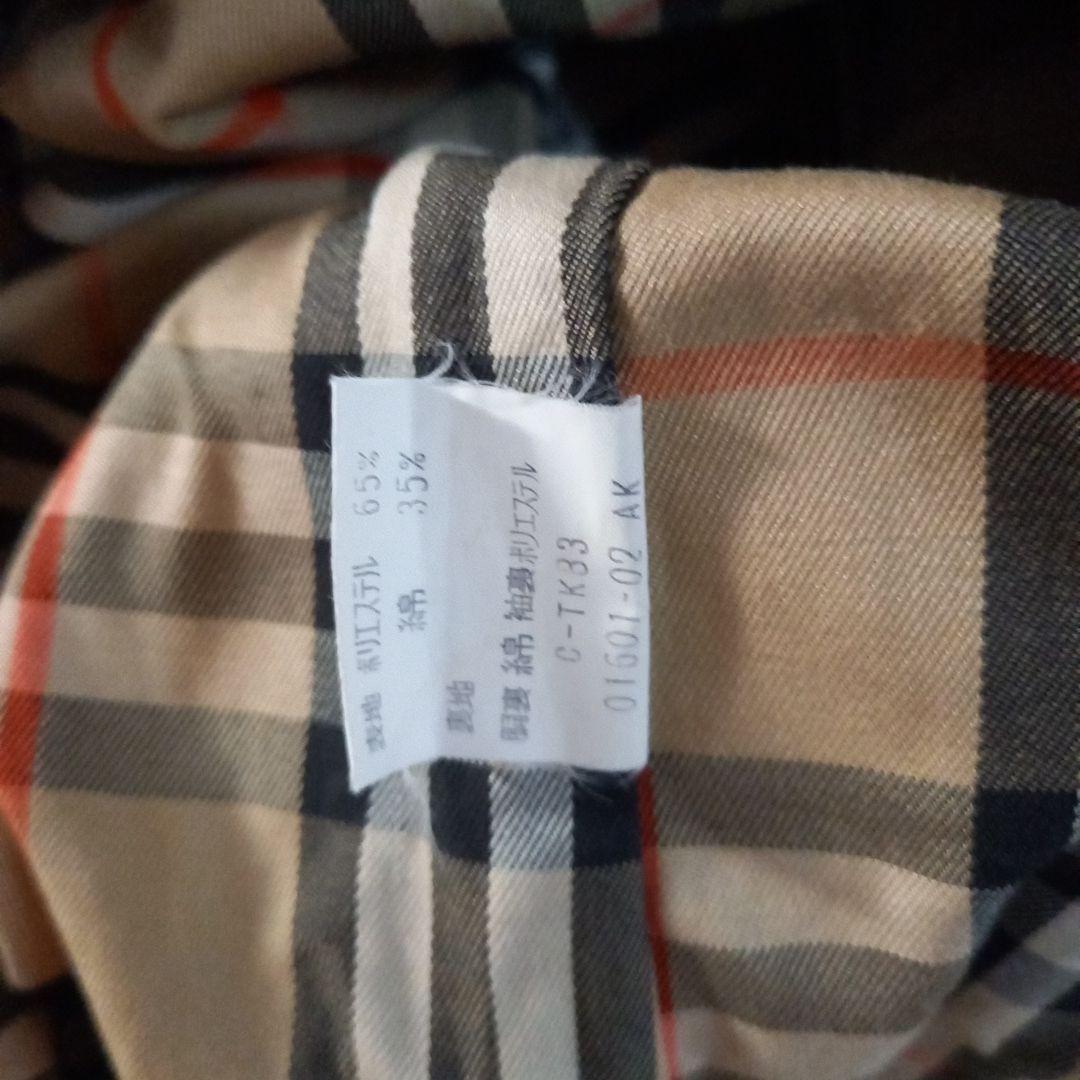 表地 ポリエステル 65%
綿 35%
裏地
胴裏 綿 袖裏ポリエステル
C-TK33
01601-02 AK